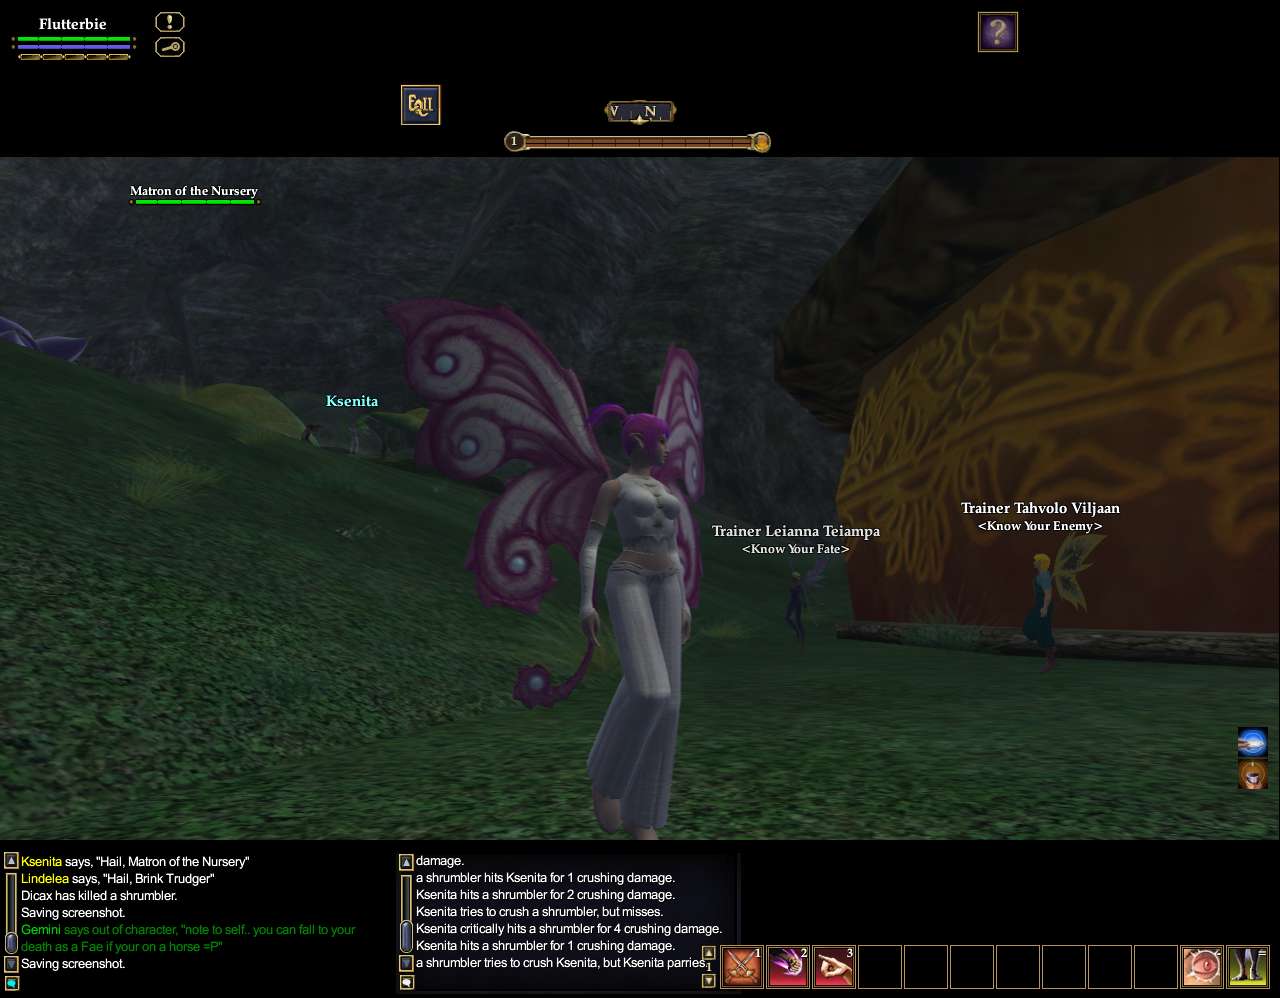 Flutterbie
!
?
EQII
V N
1
Matron of the Nursery
Ksenita
Trainer Leianna Teiampa
<Know Your Fate>
Trainer Tahvolo Viljaan
<Know Your Enemy>
Ksenita says, "Hail, Matron of the Nursery"
Lindelea says, "Hail, Brink Trudger"
Dicax has killed a shrumbler.
Saving screenshot.
Gemini says out of character, "note to self.. you can fall to your
death as a Fae if your on a horse =P"
Saving screenshot.
damage.
a shrumbler hits Ksenita for 1 crushing damage.
Ksenita hits a shrumbler for 2 crushing damage.
Ksenita tries to crush a shrumbler, but misses.
Ksenita critically hits a shrumbler for 4 crushing damage.
Ksenita hits a shrumbler for 1 crushing damage.
a shrumbler tries to crush Ksenita, but Ksenita parries.
1
1 2 3 - =